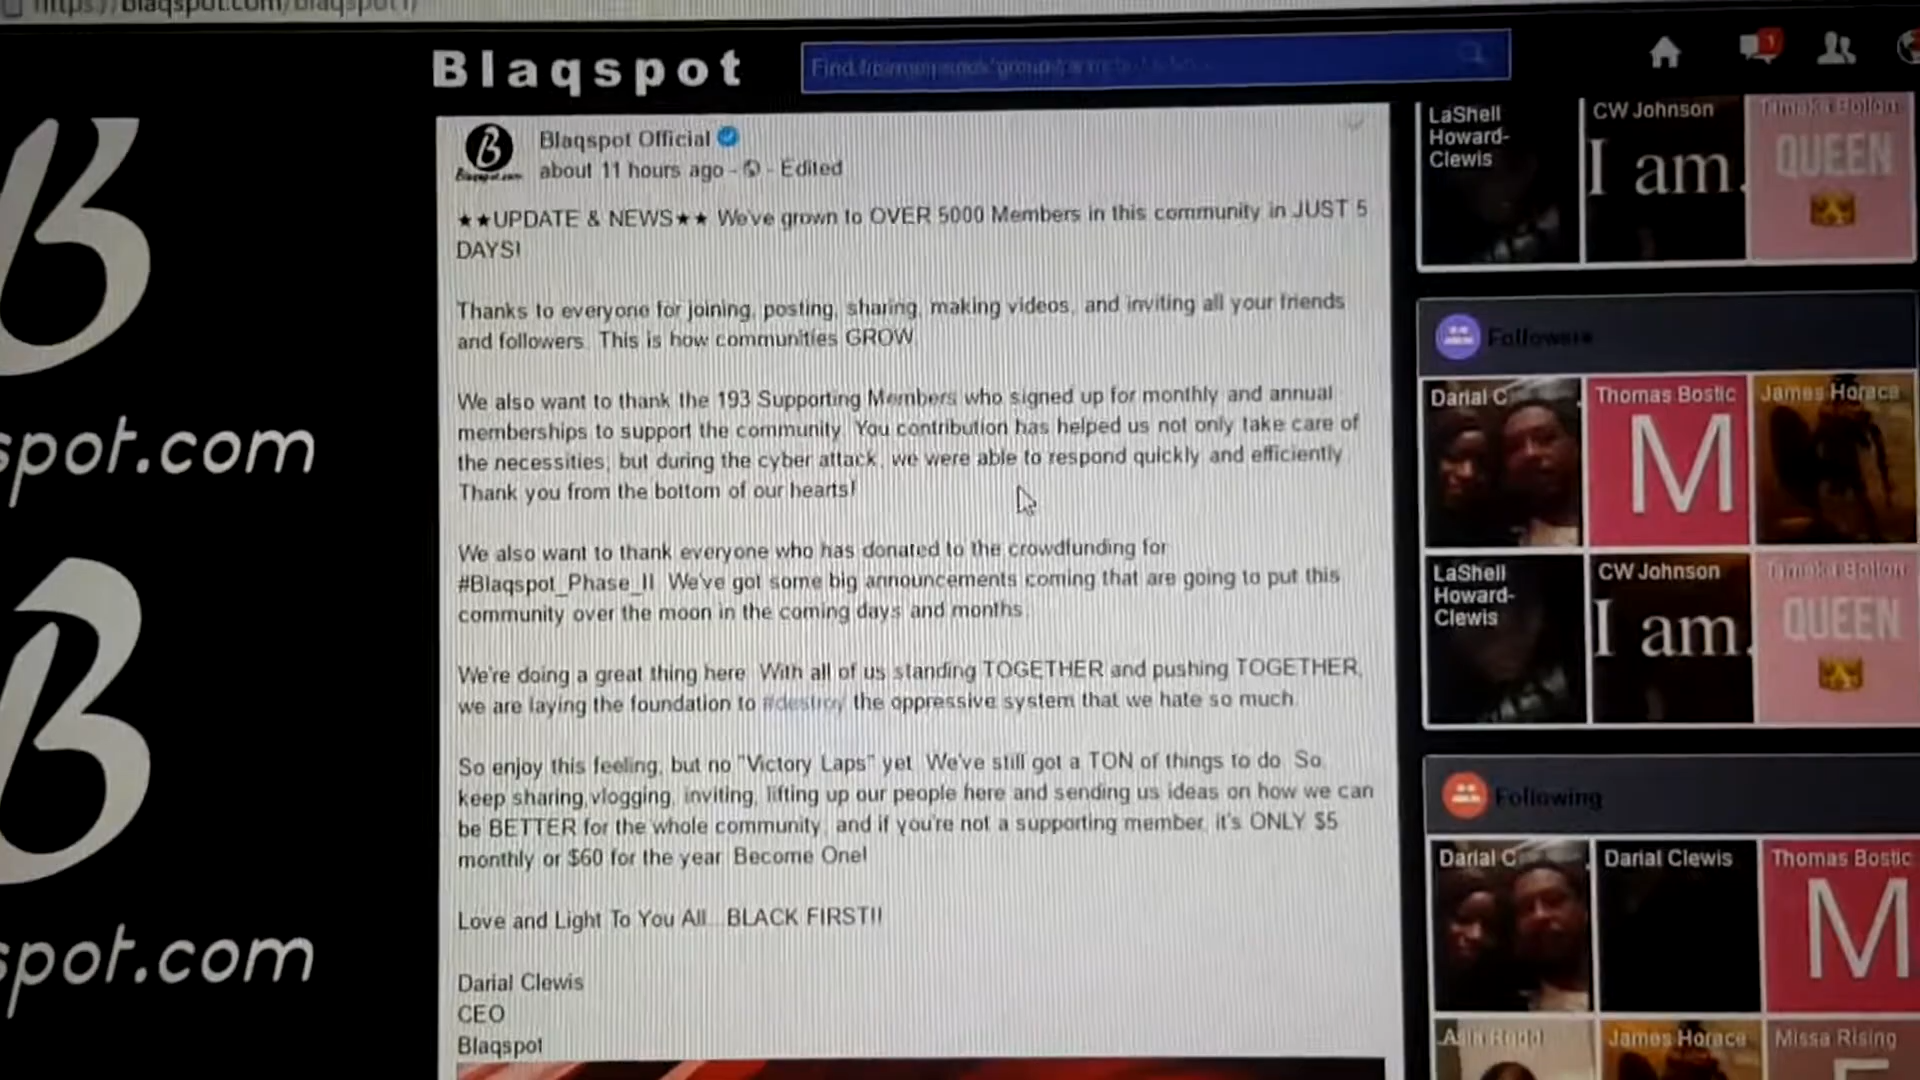 https://blaqspot.com/blaqspot1/
Blaqspot
1
spot.com
spot.com
Blaqspot Official
about 11 hours ago - - Edited
★★UPDATE & NEWS★★ We've grown to OVER 5000 Members in this community in JUST 5
DAYS!
Thanks to everyone for joining, posting, sharing, making videos, and inviting all your friends
and followers. This is how communities GROW.
We also want to thank the 193 Supporting Members who signed up for monthly and annual
memberships to support the community. You contribution has helped us not only take care of
the necessities, but during the cyber attack, we were able to respond quickly and efficiently.
Thank you from the bottom of our hearts!
We also want to thank everyone who has donated to the crowdfunding for
#Blaqspot_Phase_II. We've got some big announcements coming that are going to put this
community over the moon in the coming days and months.
We're doing a great thing here. With all of us standing TOGETHER and pushing TOGETHER,
we are laying the foundation to #destroy the oppressive system that we hate so much.
So enjoy this feeling, but no "Victory Laps" yet. We've still got a TON of things to do. So
keep sharing,vlogging, inviting, lifting up our people here and sending us ideas on how we can
be BETTER for the whole community, and if you're not a supporting member, it's ONLY $5
monthly or $60 for the year. Become One!
Love and Light To You All...BLACK FIRST!!
Darial Clewis
CEO
Blaqspot
LaShell
Howard-
Clewis
CW Johnson
I am.
QUEEN
Followers
Darial C
Thomas Bostic
M
James Horace
LaShell
Howard-
Clewis
CW Johnson
I am.
QUEEN
Following
Darial C
Darial Clewis
Thomas Bostic
M
James Horace
Missa Rising